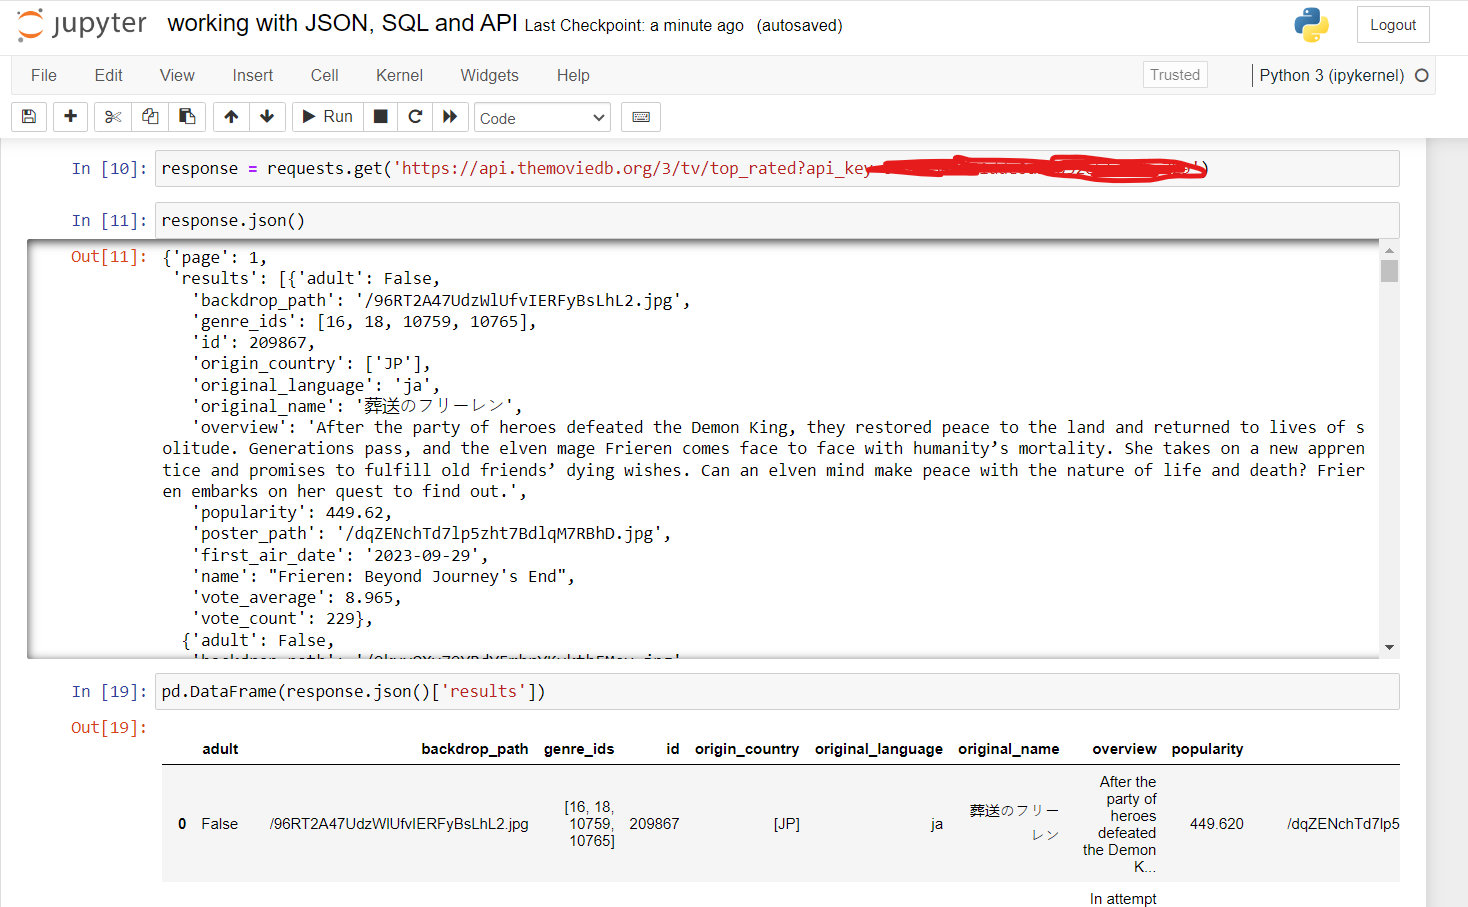 jupyter working with JSON, SQL and API Last Checkpoint: a minute ago (autosaved) Logout
File Edit View Insert Cell Kernel Widgets Help Trusted Python 3 (ipykernel)
Run Code
In [10]: response = requests.get('https://api.themoviedb.org/3/tv/top_rated?api_key ')
In [11]: response.json()
Out[11]: {'page': 1,
'results': [{'adult': False,
'backdrop_path': '/96RT2A47UdzWlUfvIERFyBsLhL2.jpg',
'genre_ids': [16, 18, 10759, 10765],
'id': 209867,
'origin_country': ['JP'],
'original_language': 'ja',
'original_name': '葬送のフリーレン',
'overview': 'After the party of heroes defeated the Demon King, they restored peace to the land and returned to lives of s
olitude. Generations pass, and the elven mage Frieren comes face to face with humanity’s mortality. She takes on a new appren
tice and promises to fulfill old friends’ dying wishes. Can an elven mind make peace with the nature of life and death? Frier
en embarks on her quest to find out.',
'popularity': 449.62,
'poster_path': '/dqZENchTd7lp5zht7BdlqM7RBhD.jpg',
'first_air_date': '2023-09-29',
'name': "Frieren: Beyond Journey's End",
'vote_average': 8.965,
'vote_count': 229},
{'adult': False,
In [19]: pd.DataFrame(response.json()['results'])
Out[19]:
adult backdrop_path genre_ids id origin_country original_language original_name overview popularity
0 False /96RT2A47UdzWlUfvIERFyBsLhL2.jpg [16, 18, 10759, 10765] 209867 [JP] ja 葬送のフリーレン After the party of heroes defeated the Demon K... 449.620 /dqZENchTd7lp5
In attempt